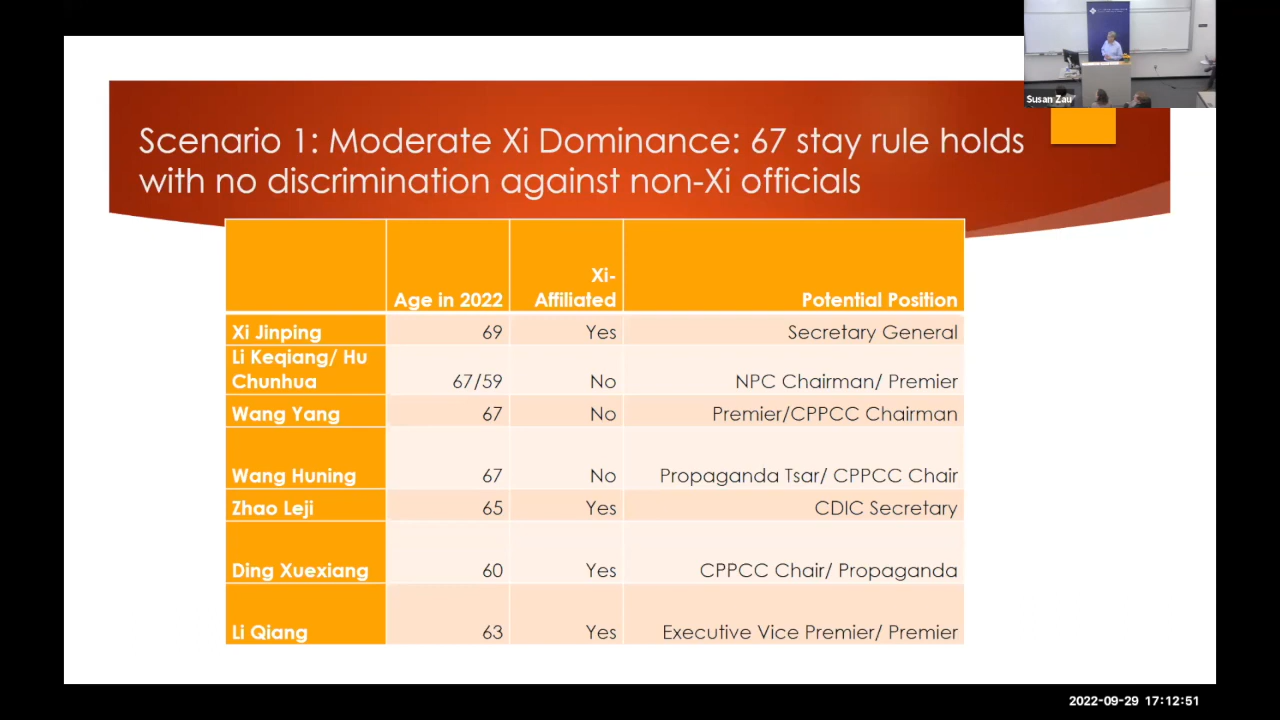 Susan Zau
Scenario 1: Moderate Xi Dominance: 67 stay rule holds
with no discrimination against non-Xi officials
Age in 2022 Xi-Affiliated Potential Position
Xi Jinping 69 Yes Secretary General
Li Keqiang/ Hu Chunhua 67/59 No NPC Chairman/ Premier
Wang Yang 67 No Premier/CPPCC Chairman
Wang Huning 67 No Propaganda Tsar/ CPPCC Chair
Zhao Leji 65 Yes CDIC Secretary
Ding Xuexiang 60 Yes CPPCC Chair/ Propaganda
Li Qiang 63 Yes Executive Vice Premier/ Premier
2022-09-29 17:12:51